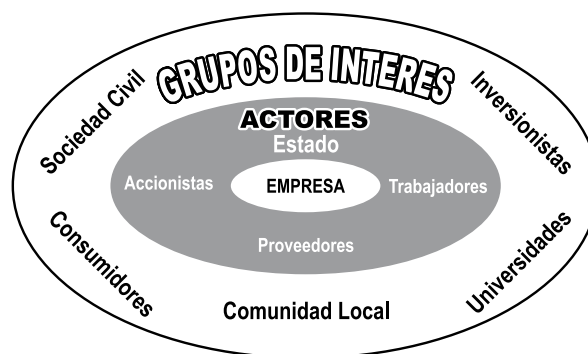 GRUPOS DE INTERES
Sociedad Civil
Inversionistas
ACTORES
Estado
Accionistas
EMPRESA
Trabajadores
Proveedores
Consumidores
Universidades
Comunidad Local